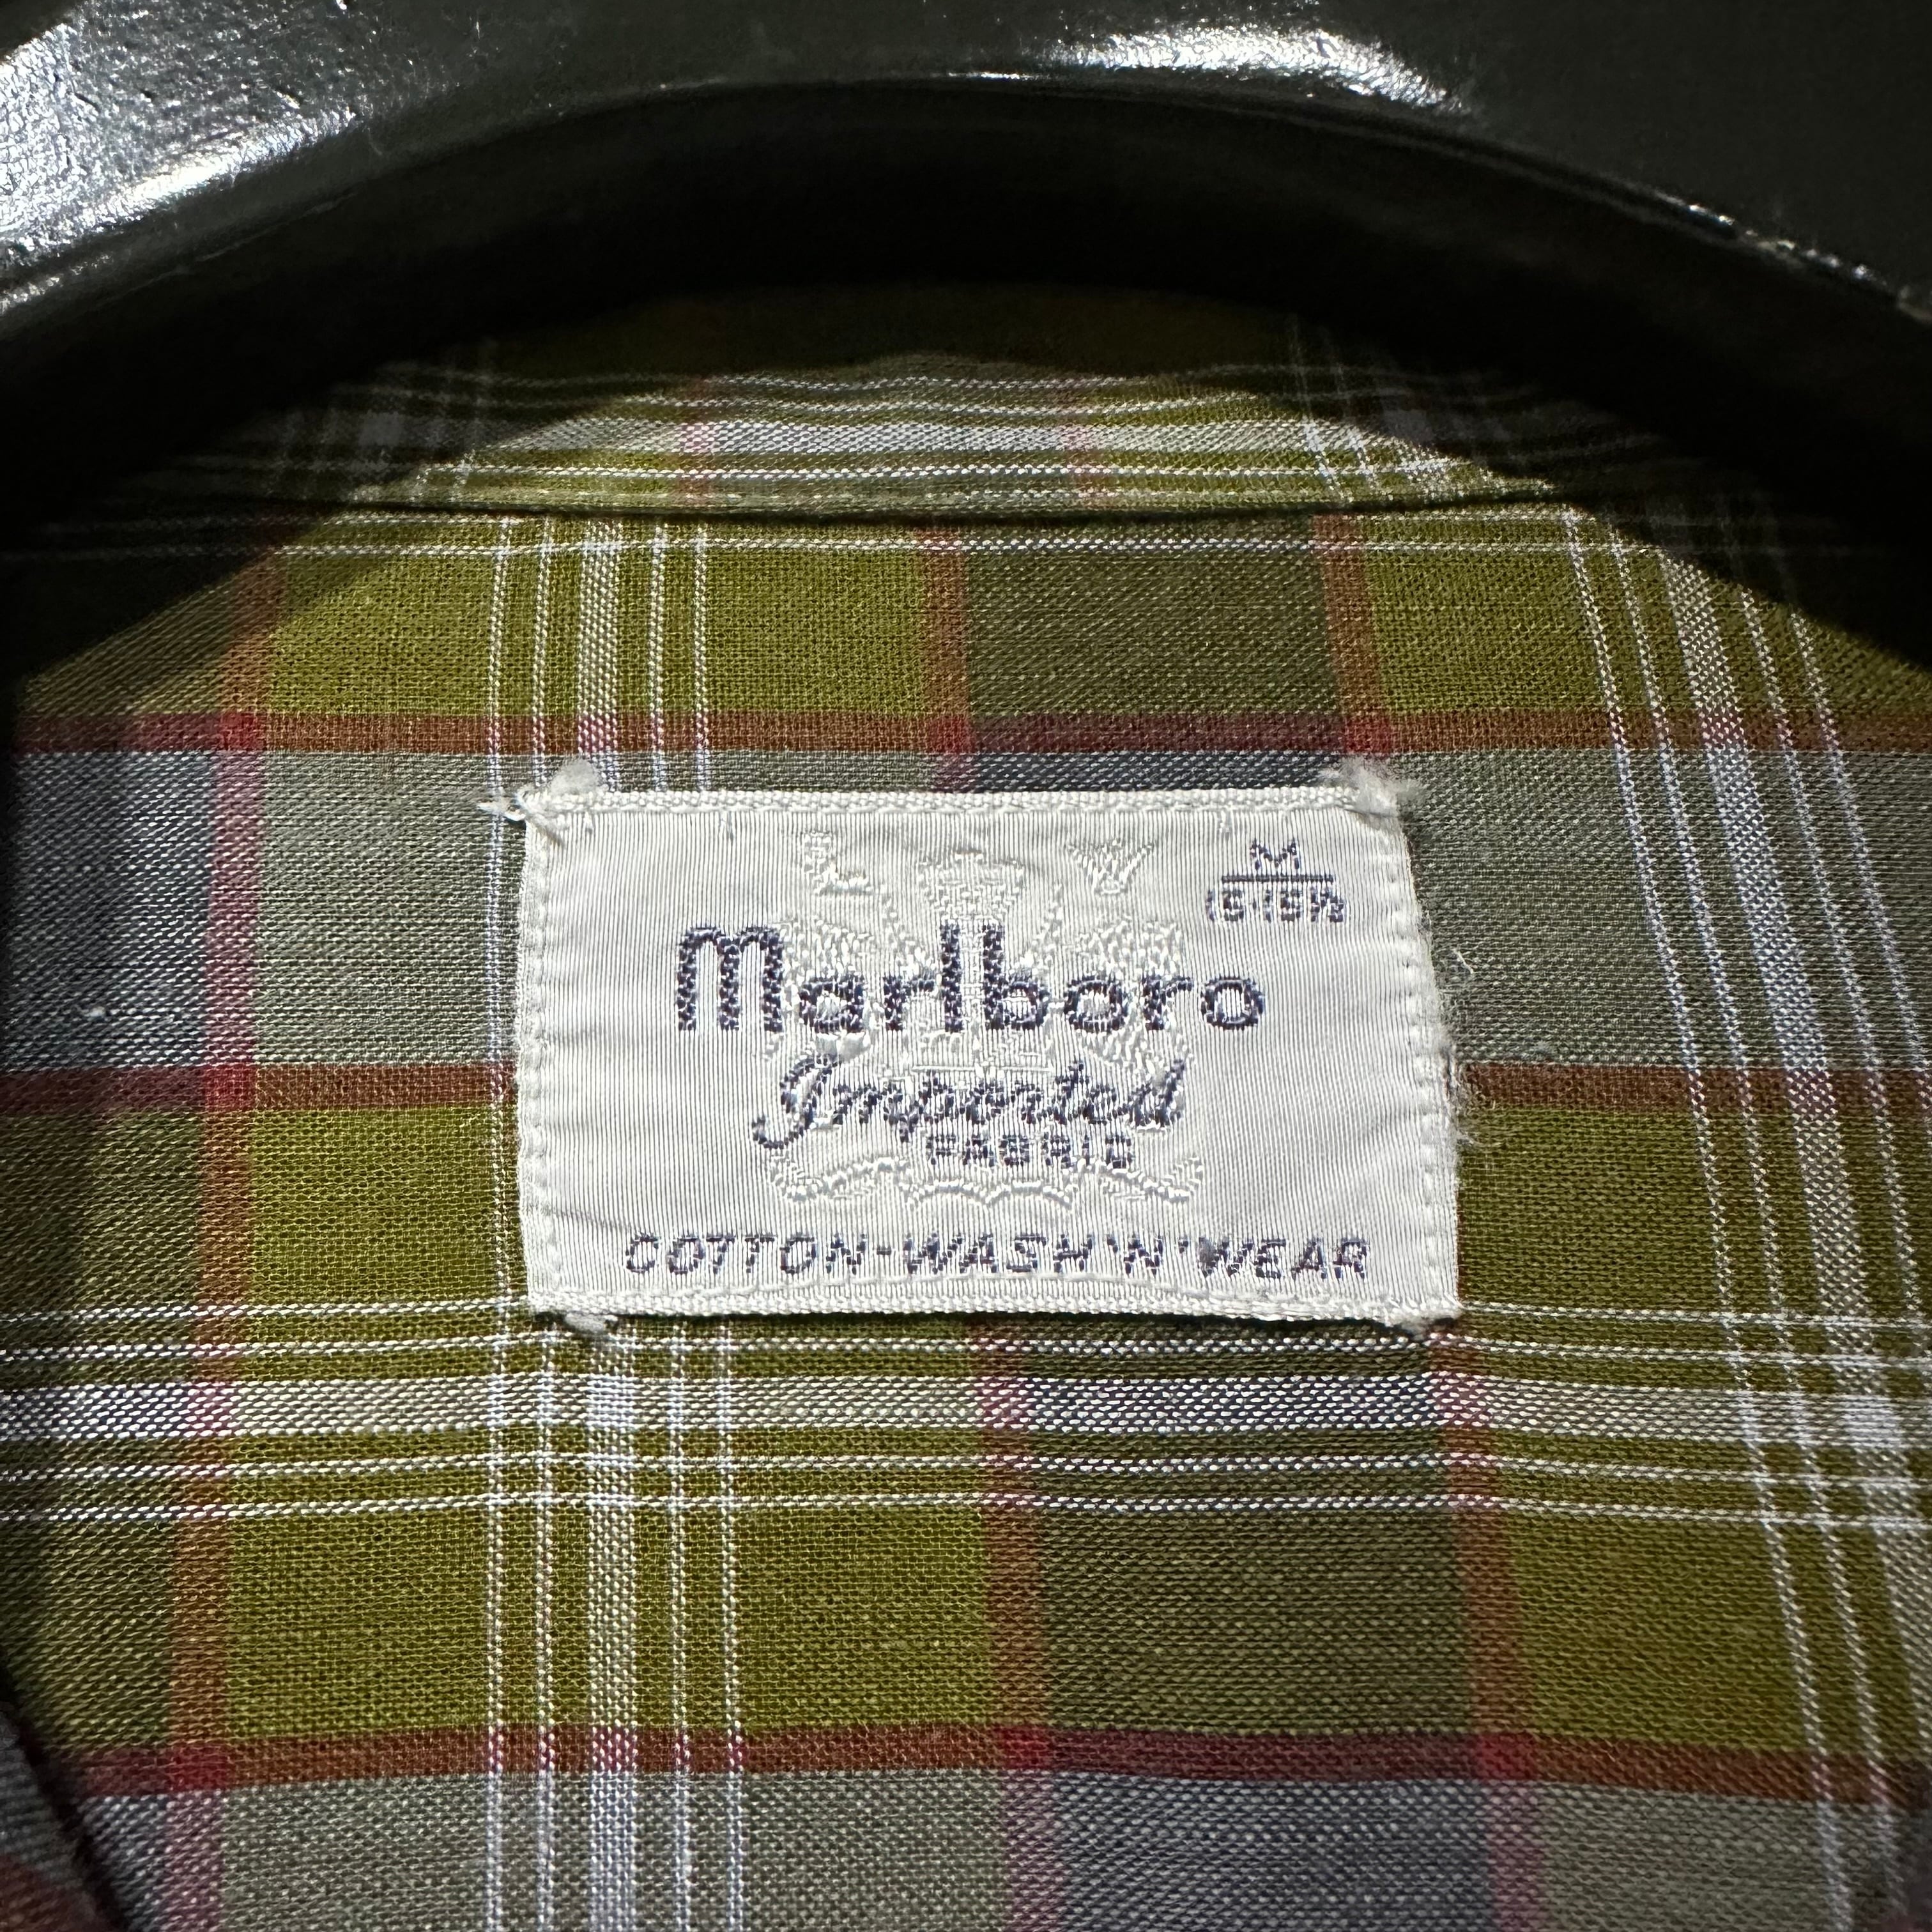 L W
M
15-15½
Marlboro
Imported
FABRIC
COTTON-WASH'N'WEAR